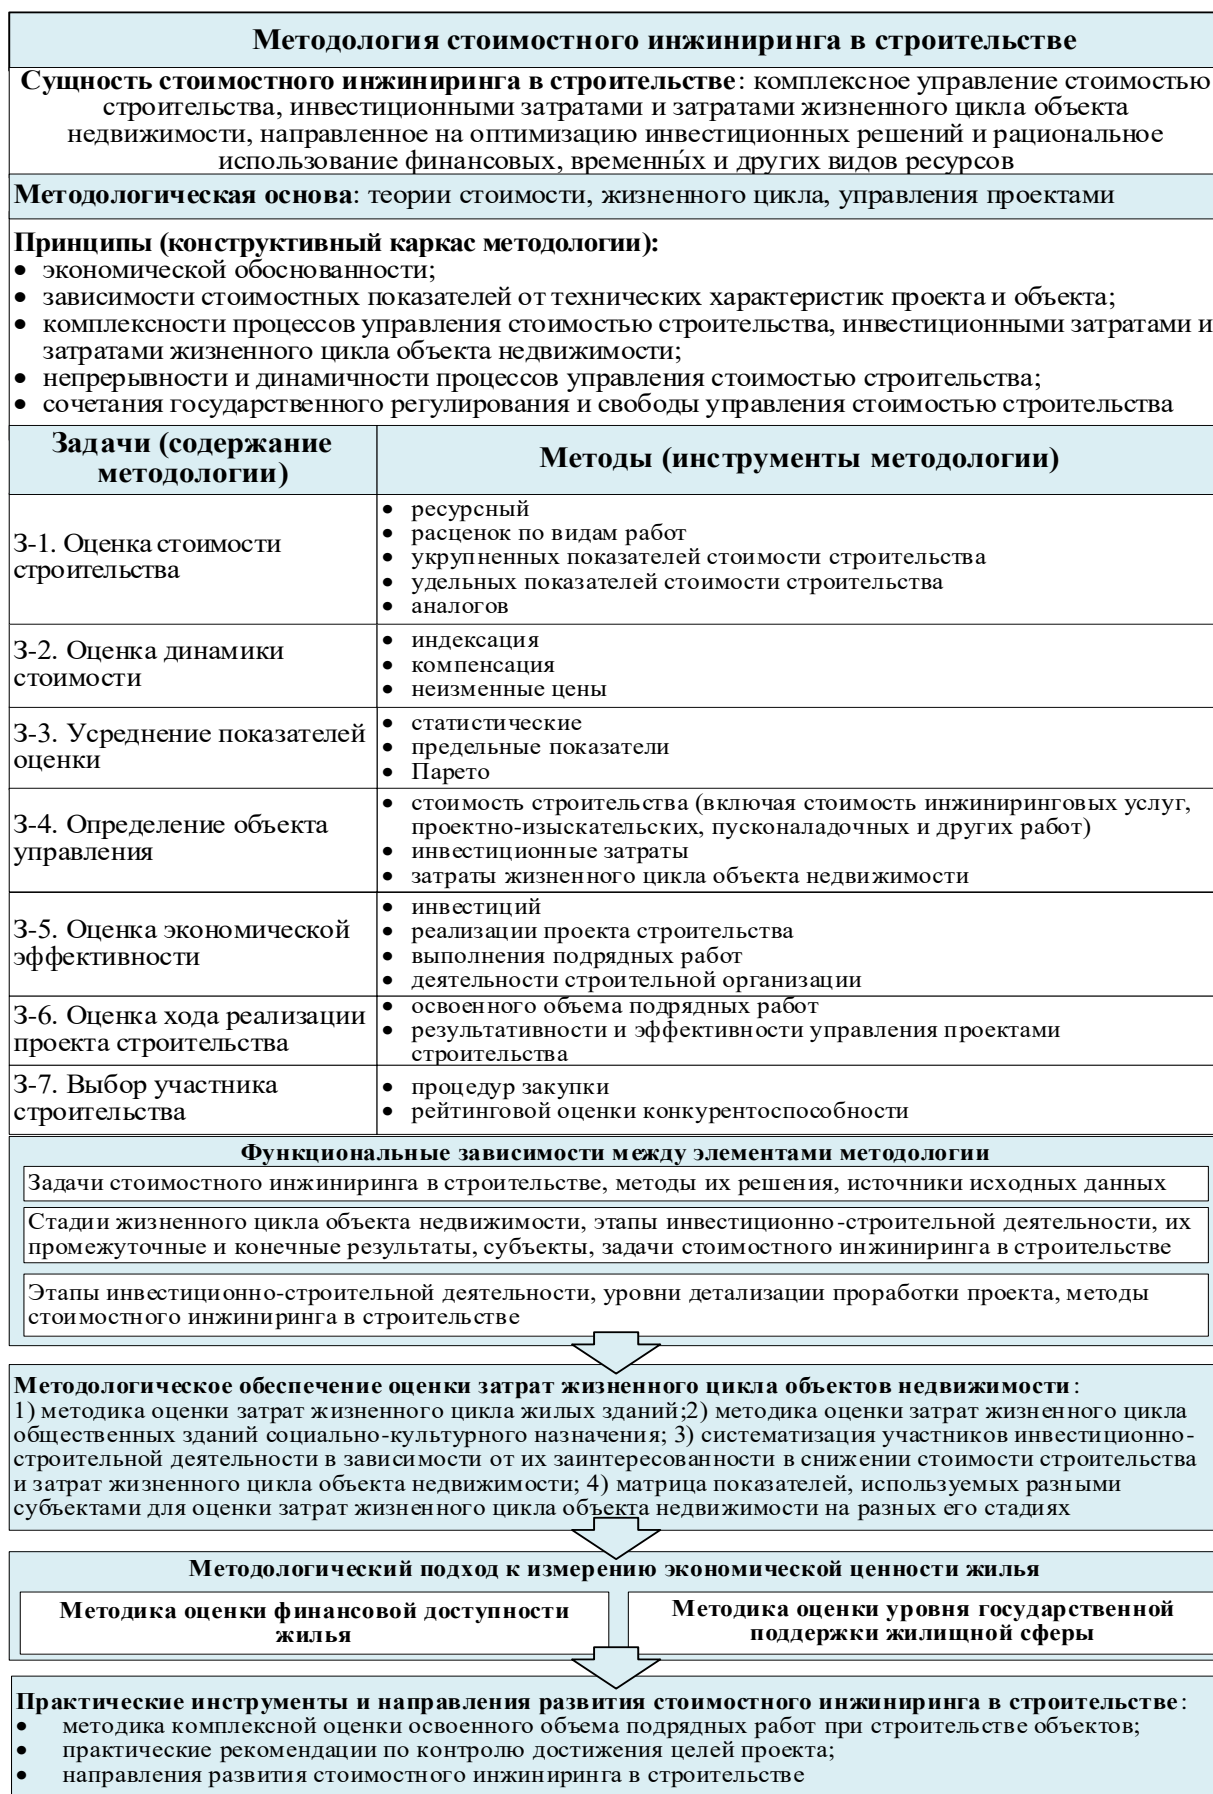 Методология стоимостного инжиниринга в строительстве
Сущность стоимостного инжиниринга в строительстве: комплексное управление стоимостью
строительства, инвестиционными затратами и затратами жизненного цикла объекта
недвижимости, направленное на оптимизацию инвестиционных решений и рациональное
использование финансовых, временны́х и других видов ресурсов
Методологическая основа: теории стоимости, жизненного цикла, управления проектами
Принципы (конструктивный каркас методологии):
• экономической обоснованности;
• зависимости стоимостных показателей от технических характеристик проекта и объекта;
• комплексности процессов управления стоимостью строительства, инвестиционными затратами и
затратами жизненного цикла объекта недвижимости;
• непрерывности и динамичности процессов управления стоимостью строительства;
• сочетания государственного регулирования и свободы управления стоимостью строительства
Задачи (содержание
методологии)
Методы (инструменты методологии)
З-1. Оценка стоимости
строительства
• ресурсный
• расценок по видам работ
• укрупненных показателей стоимости строительства
• удельных показателей стоимости строительства
• аналогов
З-2. Оценка динамики
стоимости
• индексация
• компенсация
• неизменные цены
З-3. Усреднение показателей
оценки
• статистические
• предельные показатели
• Парето
З-4. Определение объекта
управления
• стоимость строительства (включая стоимость инжиниринговых услуг,
проектно-изыскательских, пусконаладочных и других работ)
• инвестиционные затраты
• затраты жизненного цикла объекта недвижимости
З-5. Оценка экономической
эффективности
• инвестиций
• реализации проекта строительства
• выполнения подрядных работ
• деятельности строительной организации
З-6. Оценка хода реализации
проекта строительства
• освоенного объема подрядных работ
• результативности и эффективности управления проектами
строительства
З-7. Выбор участника
строительства
• процедур закупки
• рейтинговой оценки конкурентоспособности
Функциональные зависимости между элементами методологии
Задачи стоимостного инжиниринга в строительстве, методы их решения, источники исходных данных
Стадии жизненного цикла объекта недвижимости, этапы инвестиционно-строительной деятельности, их
промежуточные и конечные результаты, субъекты, задачи стоимостного инжиниринга в строительстве
Этапы инвестиционно-строительной деятельности, уровни детализации проработки проекта, методы
стоимостного инжиниринга в строительстве
Методологическое обеспечение оценки затрат жизненного цикла объектов недвижимости:
1) методика оценки затрат жизненного цикла жилых зданий;2) методика оценки затрат жизненного цикла
общественных зданий социально-культурного назначения; 3) систематизация участников инвестиционно-
строительной деятельности в зависимости от их заинтересованности в снижении стоимости строительства
и затрат жизненного цикла объекта недвижимости; 4) матрица показателей, используемых разными
субъектами для оценки затрат жизненного цикла объекта недвижимости на разных его стадиях
Методологический подход к измерению экономической ценности жилья
Методика оценки финансовой доступности
жилья
Методика оценки уровня государственной
поддержки жилищной сферы
Практические инструменты и направления развития стоимостного инжиниринга в строительстве:
• методика комплексной оценки освоенного объема подрядных работ при строительстве объектов;
• практические рекомендации по контролю достижения целей проекта;
• направления развития стоимостного инжиниринга в строительстве